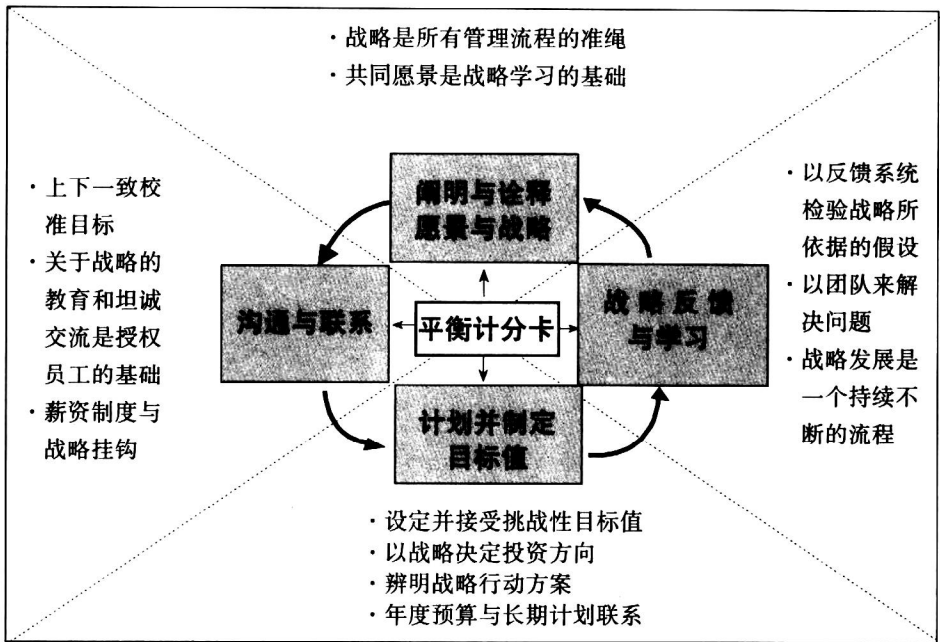 ·战略是所有管理流程的准绳
·共同愿景是战略学习的基础
·上下一致校
准目标
·关于战略的
教育和坦诚
交流是授权
员工的基础
·薪资制度与
战略挂钩
阐明与诠释
愿景与战略
沟通与联系
平衡计分卡
战略反馈
与学习
计划并制定
目标值
·以反馈系统
检验战略所
依据的假设
·以团队来解
决问题
·战略发展是
一个持续不
断的流程
·设定并接受挑战性目标值
·以战略决定投资方向
·辨明战略行动方案
·年度预算与长期计划联系